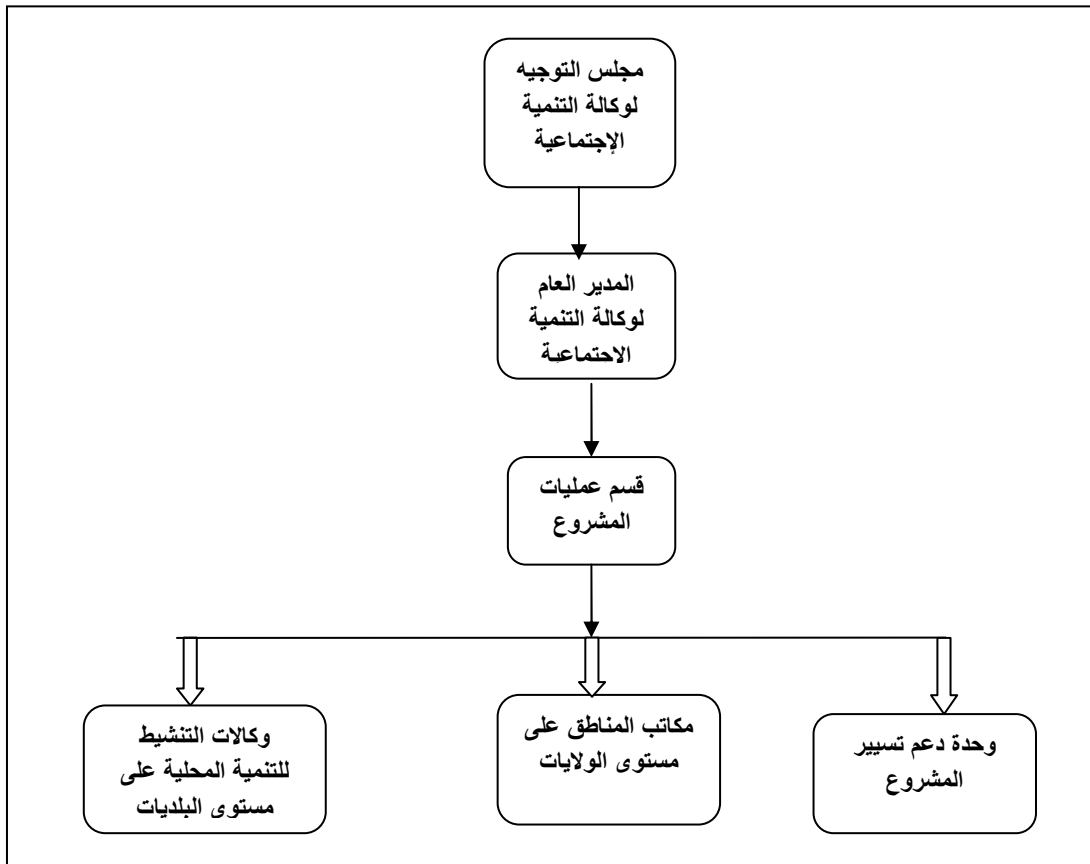 مجلس التوجيه
لوكالة التنمية
الإجتماعية
المدير العام
لوكالة التنمية
الاجتماعية
قسم عمليات
المشروع
وحدة دعم تسيير
المشروع
مكاتب المناطق على
مستوى الولايات
وكالات التنشيط
للتنمية المحلية على
مستوى البلديات